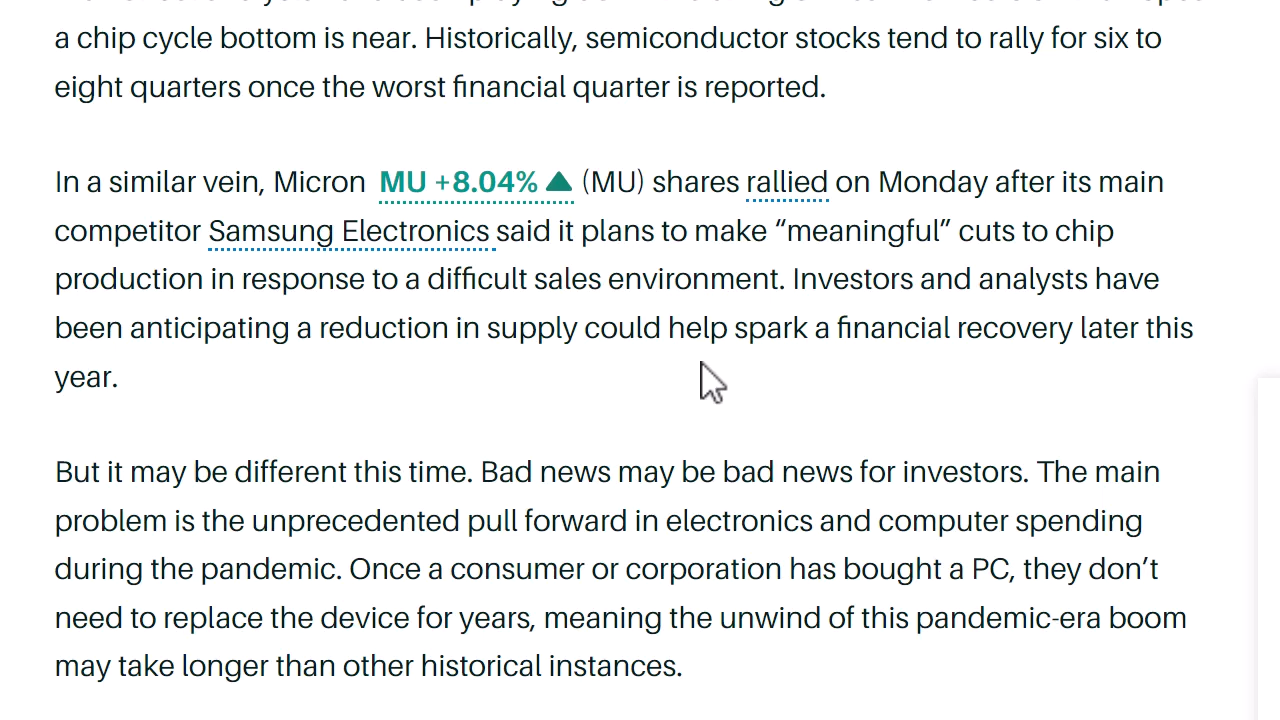 a chip cycle bottom is near. Historically, semiconductor stocks tend to rally for six to
eight quarters once the worst financial quarter is reported.
In a similar vein, Micron MU +8.04% ▲ (MU) shares rallied on Monday after its main
competitor Samsung Electronics said it plans to make “meaningful” cuts to chip
production in response to a difficult sales environment. Investors and analysts have
been anticipating a reduction in supply could help spark a financial recovery later this
year.
But it may be different this time. Bad news may be bad news for investors. The main
problem is the unprecedented pull forward in electronics and computer spending
during the pandemic. Once a consumer or corporation has bought a PC, they don’t
need to replace the device for years, meaning the unwind of this pandemic-era boom
may take longer than other historical instances.